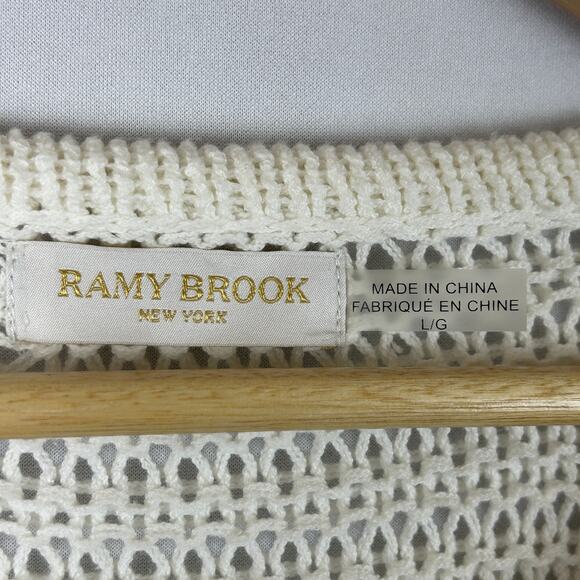 RAMY BROOK
NEW YORK
MADE IN CHINA
FABRIQUÉ EN CHINE
L/G